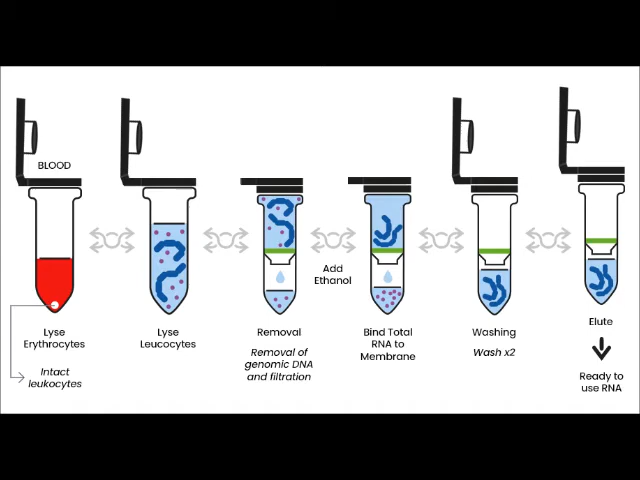 BLOOD
Lyse
Erythrocytes
Intact
leukocytes
Lyse
Leucocytes
Removal
Removal of
genomic DNA
and filtration
Add
Ethanol
Bind Total
RNA to
Membrane
Washing
Wash x2
Elute
Ready to
use RNA